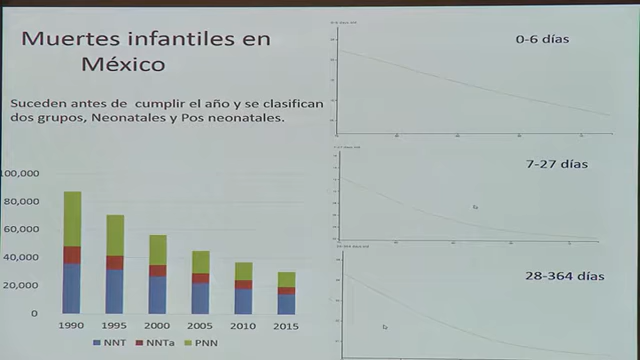 Muertes infantiles en
México
Suceden antes de cumplir el año y se clasifican
dos grupos, Neonatales y Pos neonatales.
00,000
80,000
60,000
40,000
20,000
0
1990 1995 2000 2005 2010 2015
NNT NNTa PNN
0-6 días
7-27 días
28-364 días